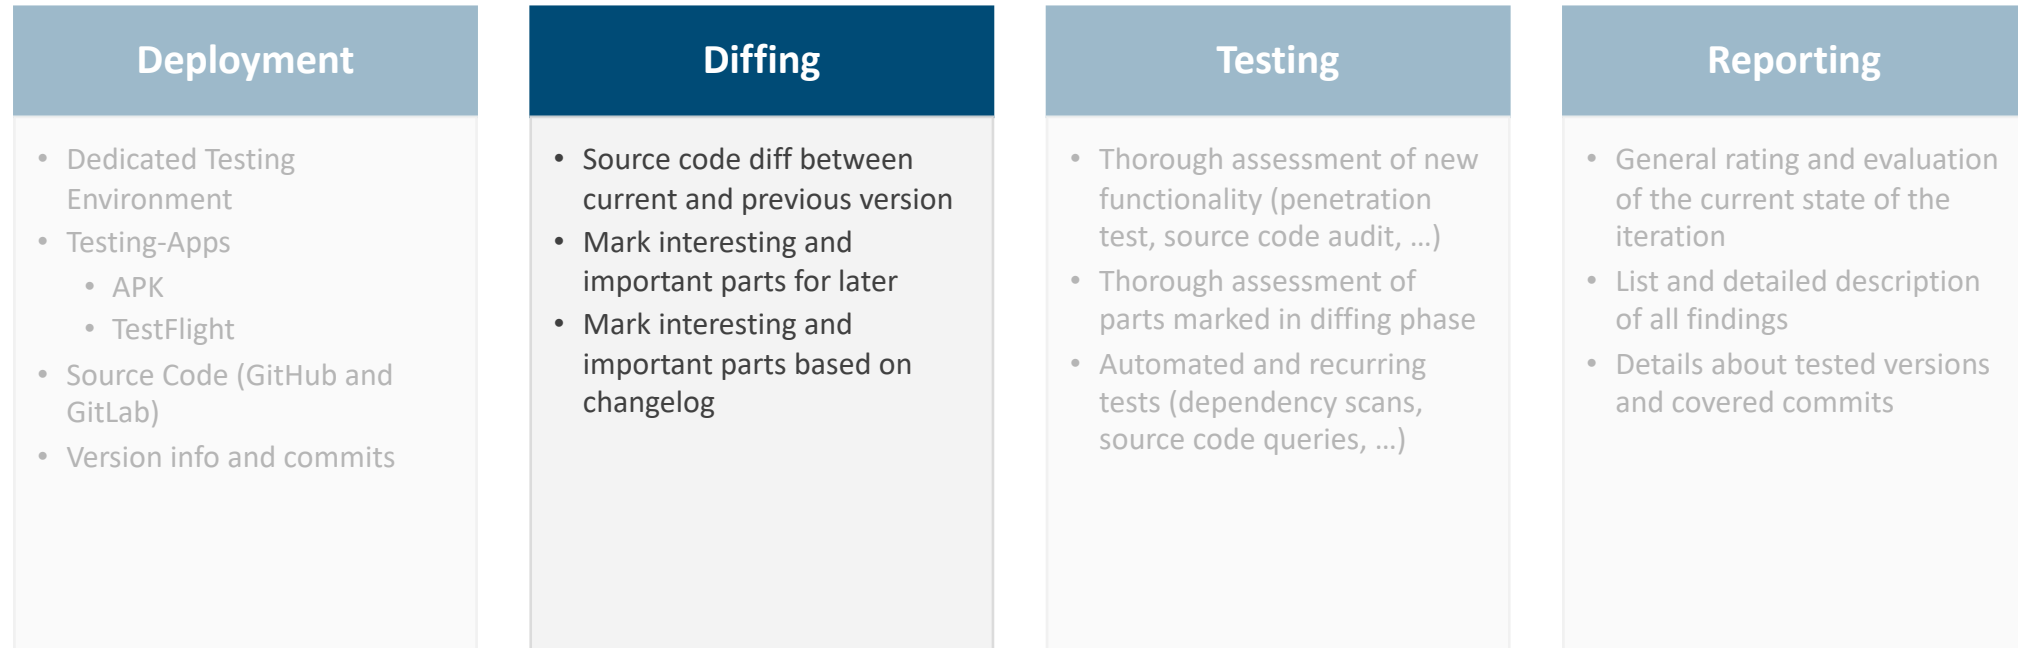 Deployment
• Dedicated Testing
Environment
• Testing-Apps
• APK
• TestFlight
• Source Code (GitHub and
GitLab)
• Version info and commits
Diffing
• Source code diff between
current and previous version
• Mark interesting and
important parts for later
• Mark interesting and
important parts based on
changelog
Testing
• Thorough assessment of new
functionality (penetration
test, source code audit, …)
• Thorough assessment of
parts marked in diffing phase
• Automated and recurring
tests (dependency scans,
source code queries, …)
Reporting
• General rating and evaluation
of the current state of the
iteration
• List and detailed description
of all findings
• Details about tested versions
and covered commits